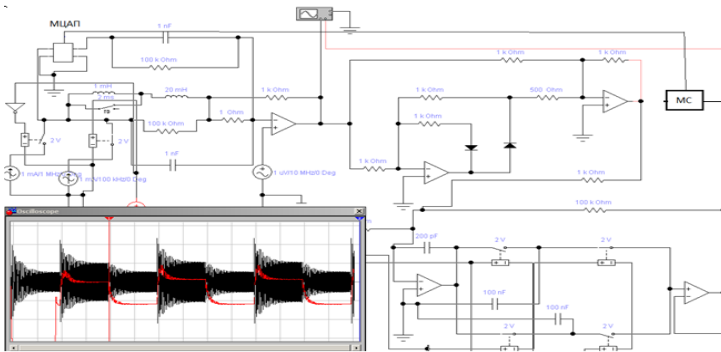 МЦАП
1 nF
100 k Ohm
1 mH
2 ms
20 mH
1 k Ohm
100 k Ohm
1 Ohm
2 V
2 V
1 nF
1 uV/10 MHz/0 Deg
1 k Ohm
1 k Ohm
1 k Ohm
500 Ohm
1 k Ohm
1 k Ohm
МС
1 k Ohm
100 k Ohm
200 pF
2 V
2 V
100 nF
100 nF
2 V
2 V
Oscilloscope